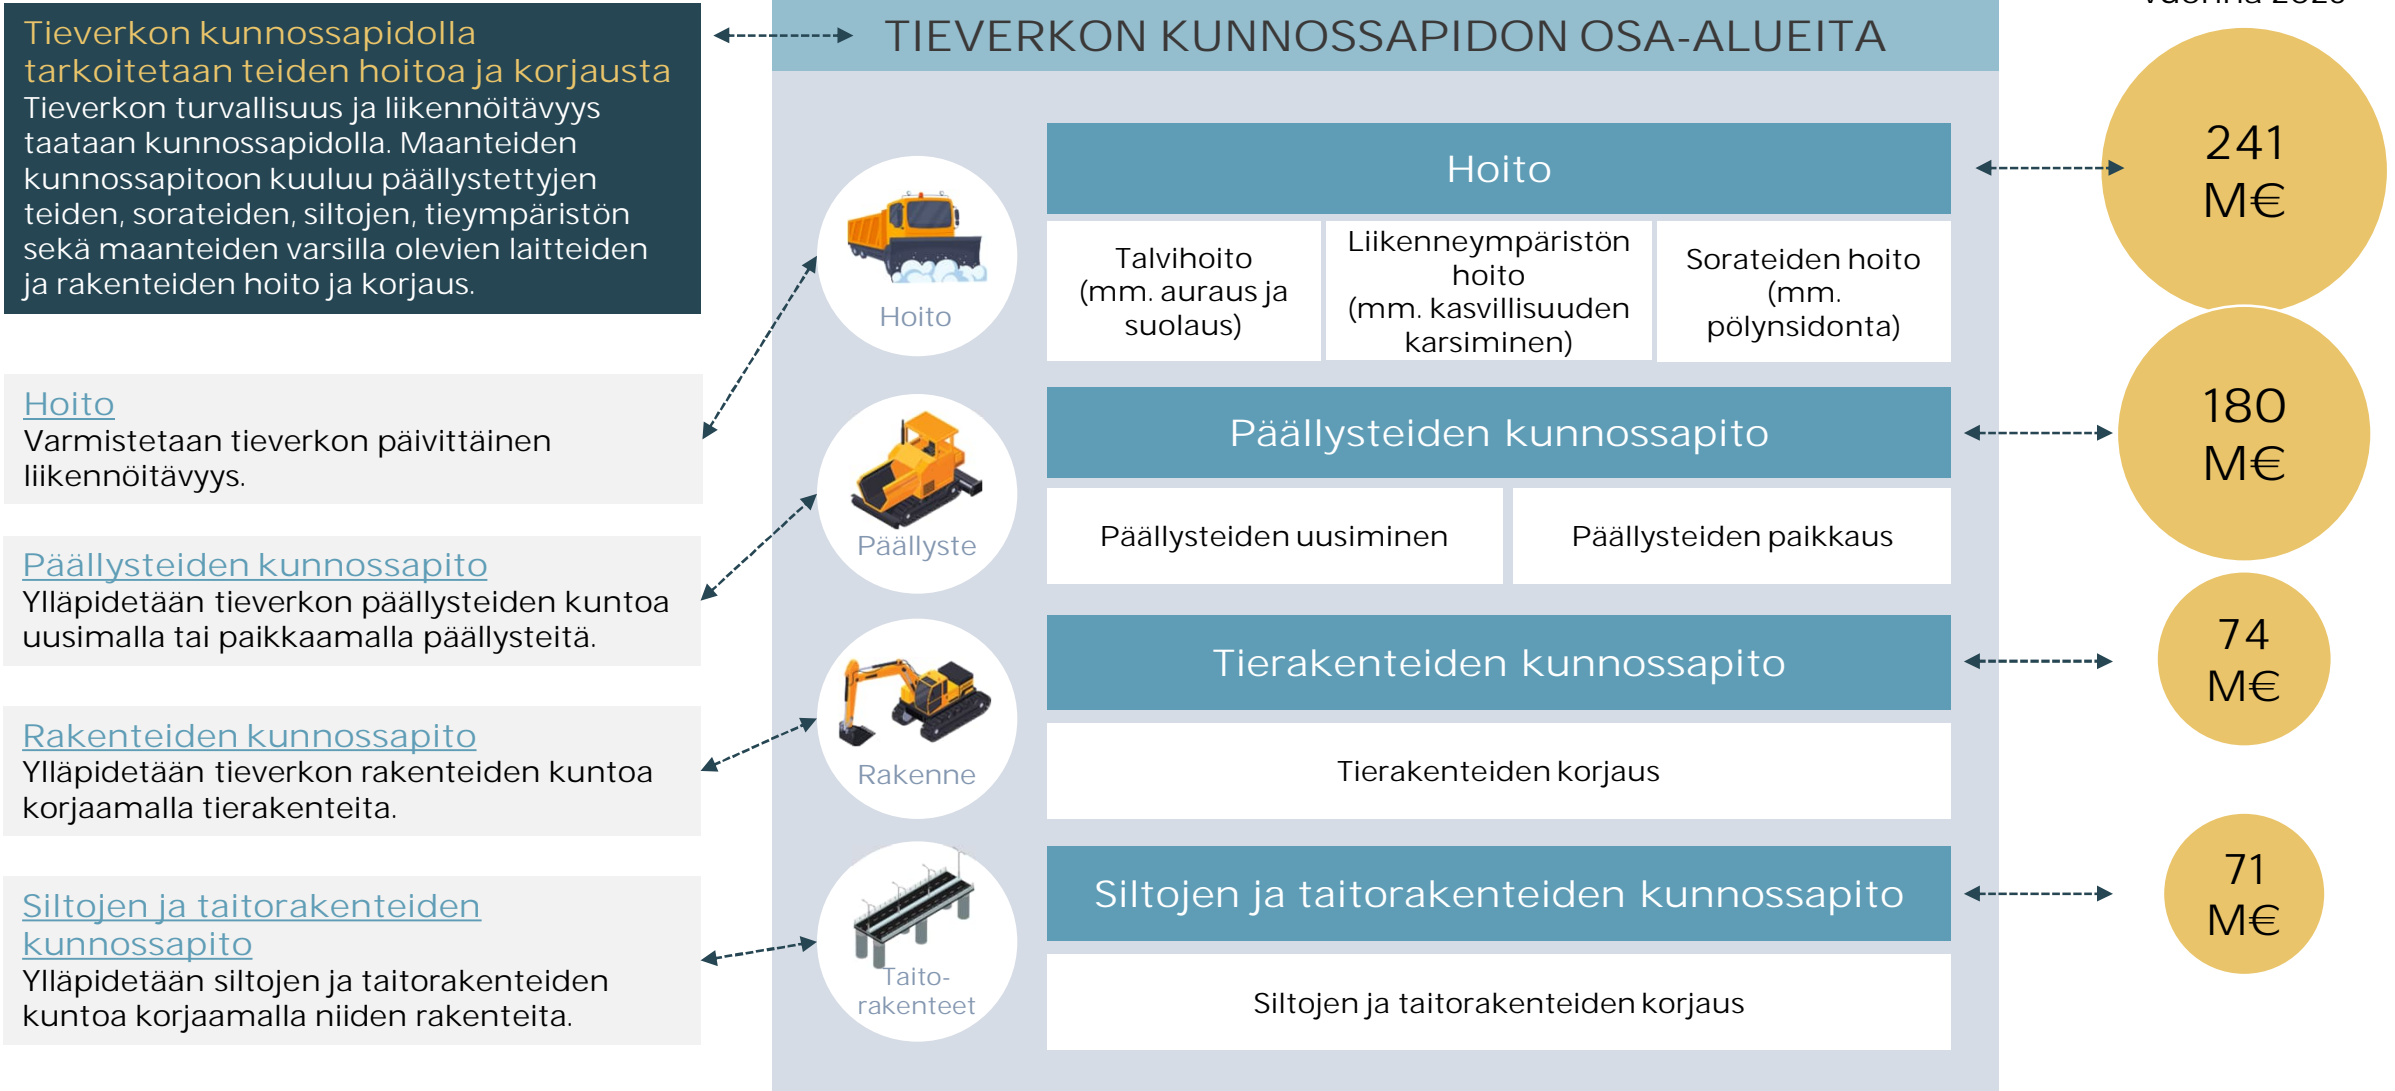 Tieverkon kunnossapidolla
tarkoitetaan teiden hoitoa ja korjausta
Tieverkon turvallisuus ja liikennöitävyys
taataan kunnossapidolla. Maanteiden
kunnossapitoon kuuluu päällystettyjen
teiden, sorateiden, siltojen, tieympäristön
sekä maanteiden varsilla olevien laitteiden
ja rakenteiden hoito ja korjaus.
Hoito
Varmistetaan tieverkon päivittäinen
liikennöitävyys.
Päällysteiden kunnossapito
Ylläpidetään tieverkon päällysteiden kuntoa
uusimalla tai paikkaamalla päällysteitä.
Rakenteiden kunnossapito
Ylläpidetään tieverkon rakenteiden kuntoa
korjaamalla tierakenteita.
Siltojen ja taitorakenteiden
kunnossapito
Ylläpidetään siltojen ja taitorakenteiden
kuntoa korjaamalla niiden rakenteita.
TIEVERKON KUNNOSSAPIDON OSA-ALUEITA
Hoito
Hoito
Talvihoito
(mm. auraus ja
suolaus)
Liikenneympäristön
hoito
(mm. kasvillisuuden
karsiminen)
Sorateiden hoito
(mm.
pölynsidonta)
Päällyste
Päällysteiden kunnossapito
Päällysteiden uusiminen
Päällysteiden paikkaus
Rakenne
Tierakenteiden kunnossapito
Tierakenteiden korjaus
Taito-
rakenteet
Siltojen ja taitorakenteiden kunnossapito
Siltojen ja taitorakenteiden korjaus
241
M€
180
M€
74
M€
71
M€